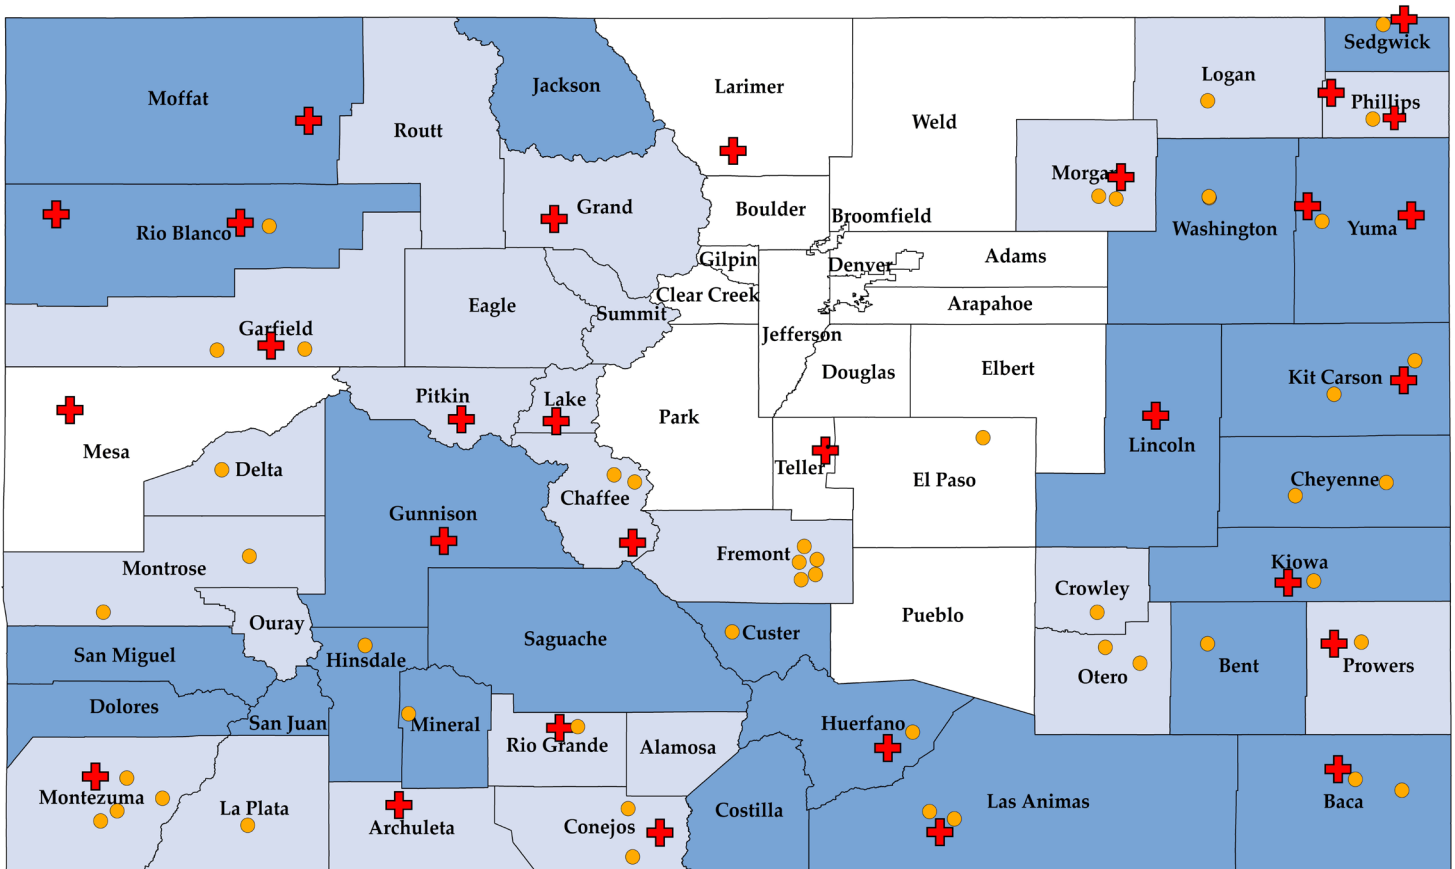 Sedgwick
Logan
Jackson
Larimer
Moffat
Phillips
Weld
Routt
Morgan
Grand
Boulder
Broomfield
Rio Blanco
Washington
Yuma
Gilpin
Adams
Denver
Clear Creek
Arapahoe
Eagle
Summit
Garfield
Jefferson
Elbert
Douglas
Kit Carson
Pitkin
Lake
Park
Lincoln
Mesa
Delta
Teller
El Paso
Cheyenne
Chaffee
Gunnison
Fremont
Kiowa
Montrose
Crowley
Pueblo
Ouray
Custer
Saguache
San Miguel
Hinsdale
Bent
Prowers
Otero
Dolores
San Juan
Mineral
Huerfano
Rio Grande
Alamosa
Montezuma
Las Animas
Baca
La Plata
Costilla
Archuleta
Conejos